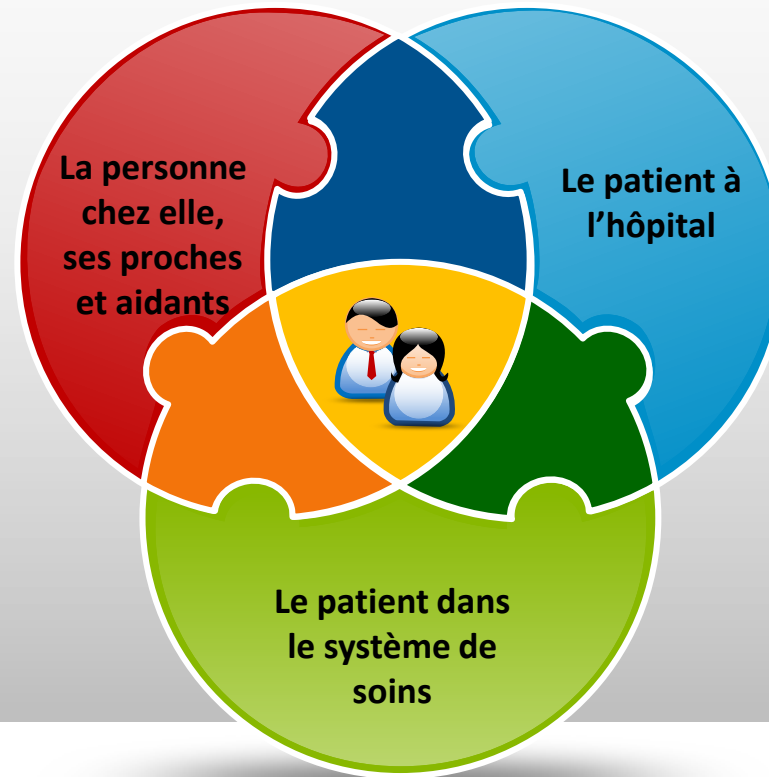 La personne
chez elle,
ses proches
et aidants
Le patient à
l’hôpital
Le patient dans
le système de
soins